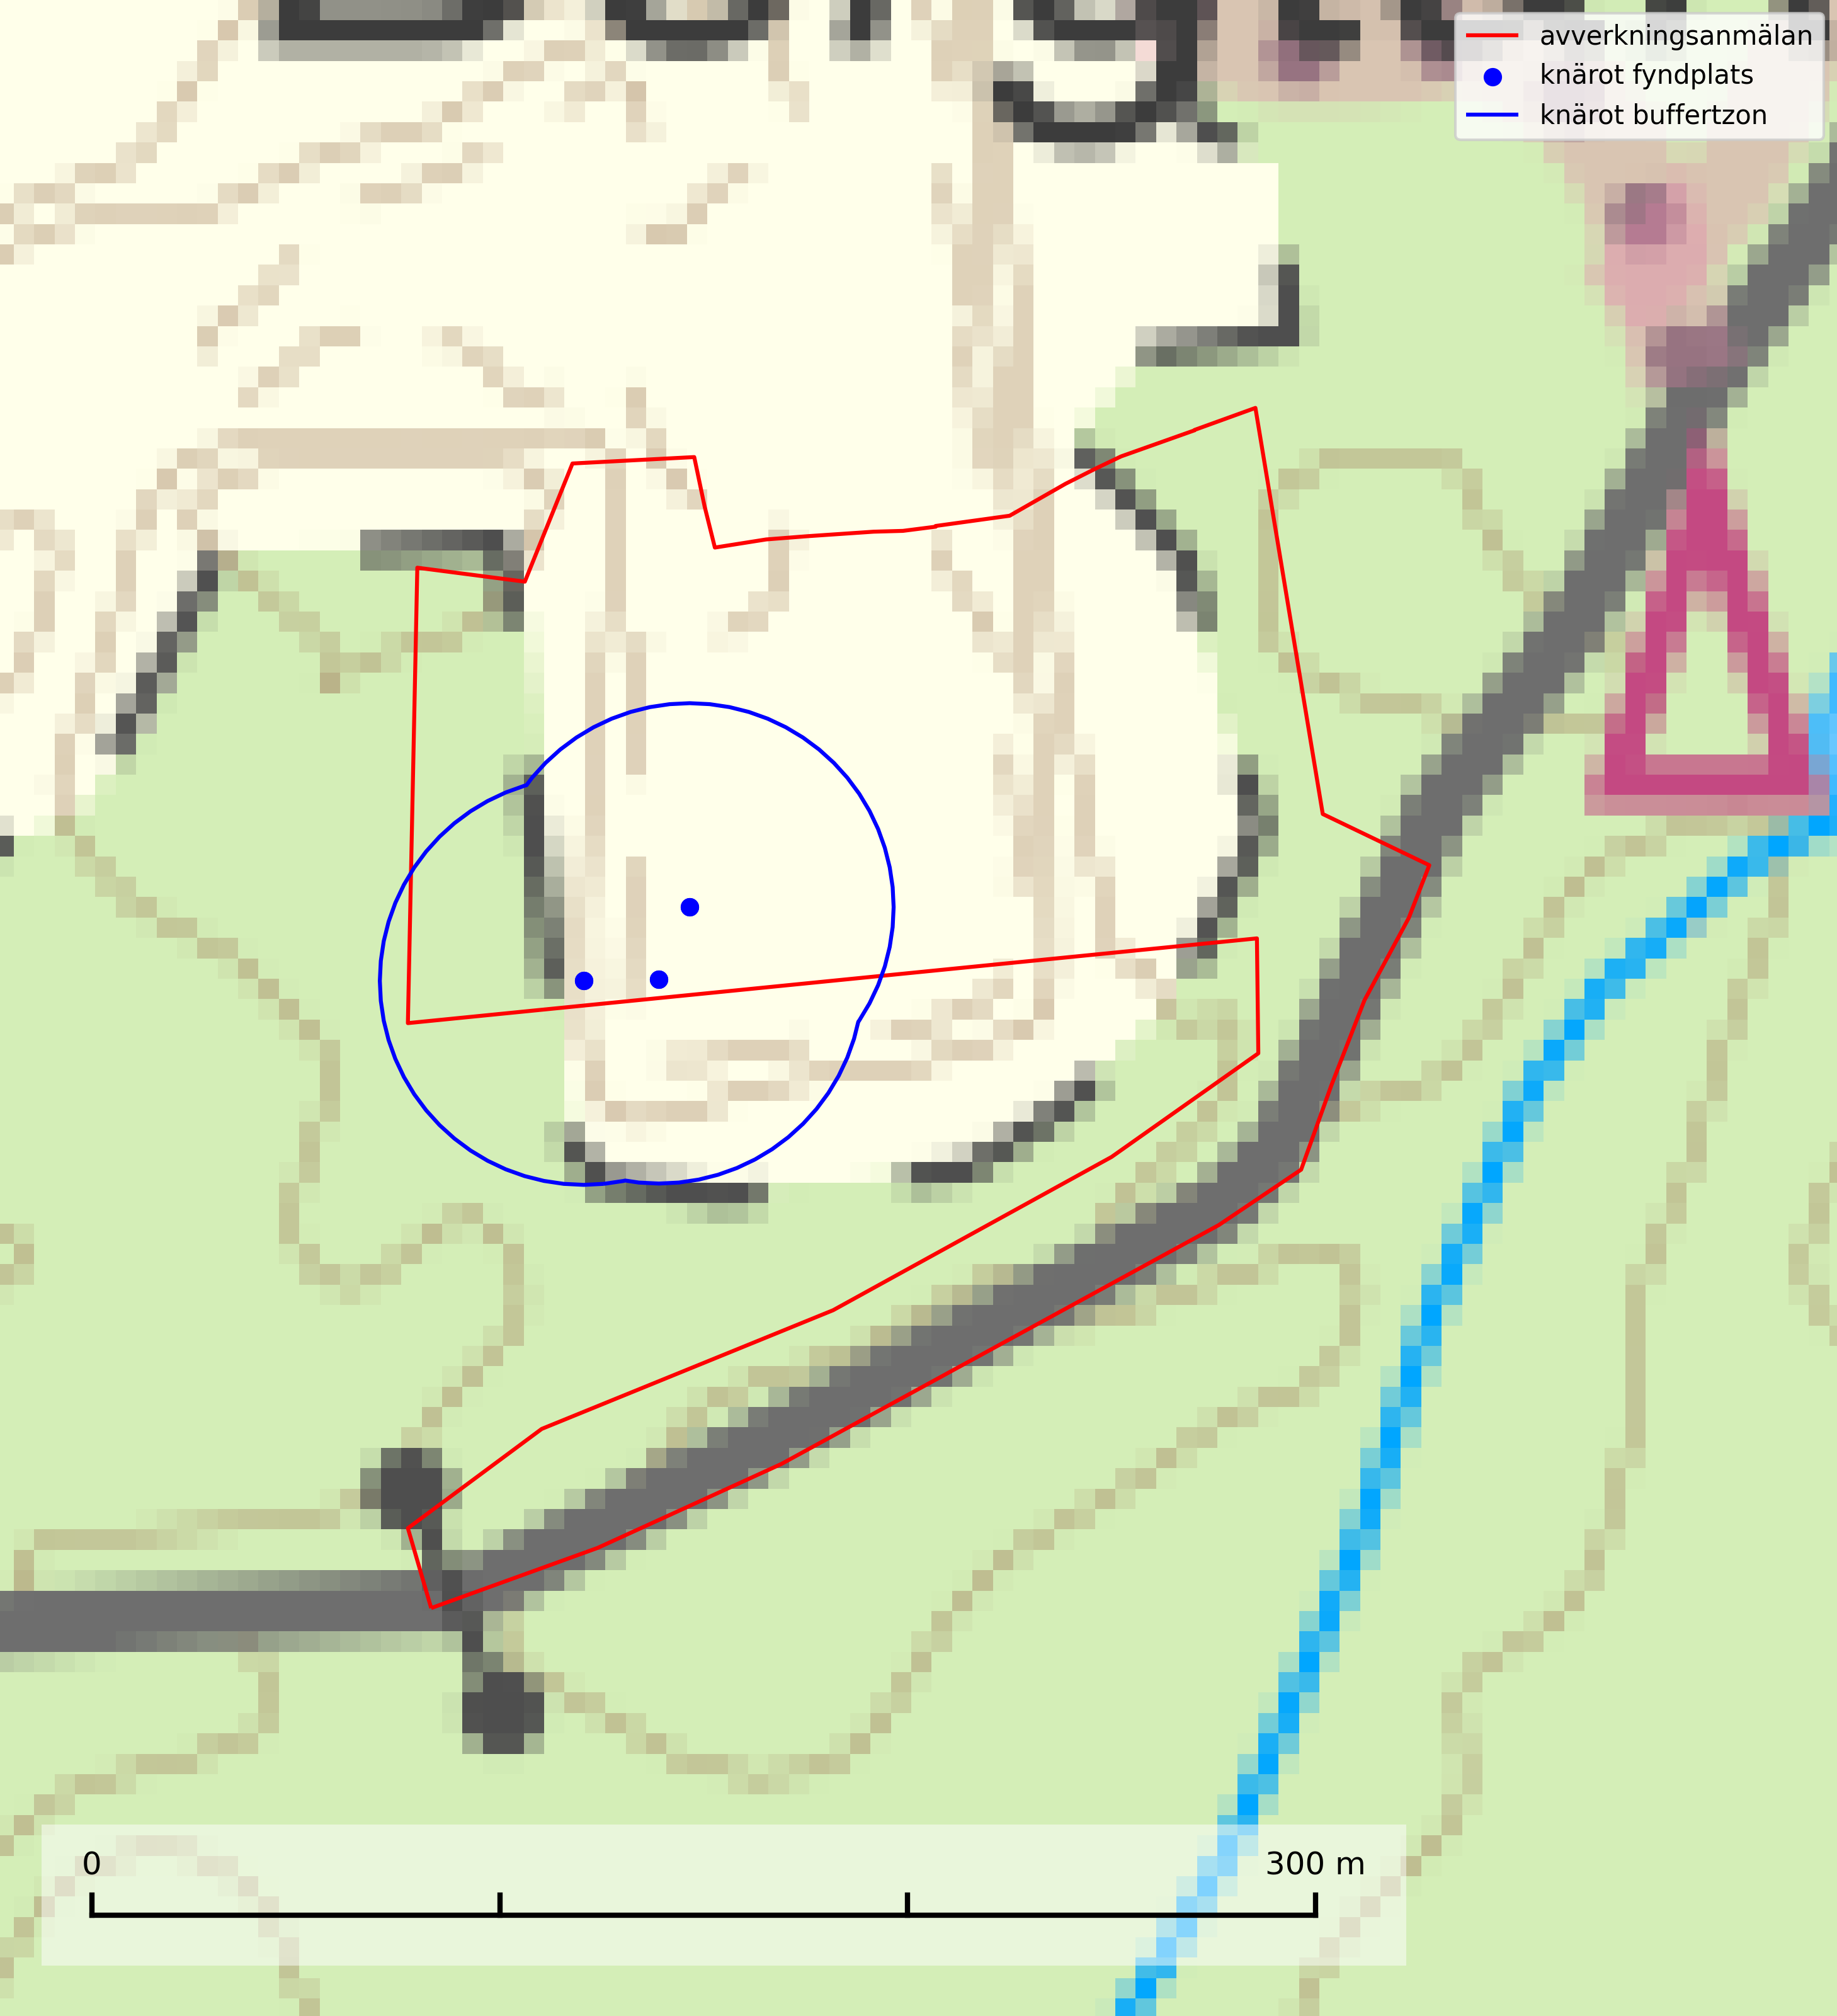 avverkningsanmälan
knärot fyndplats
knärot buffertzon
0
300 m